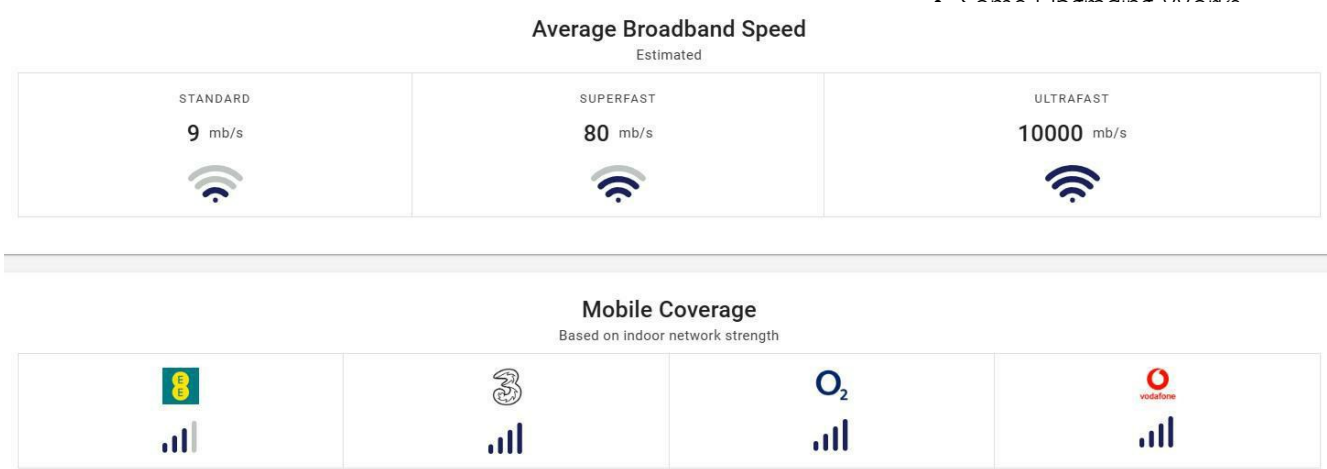 Average Broadband Speed
Estimated
STANDARD
SUPERFAST
ULTRAFAST
9 mb/s
80 mb/s
10000 mb/s
Mobile Coverage
Based on indoor network strength
E
E
3
O2
vodafone